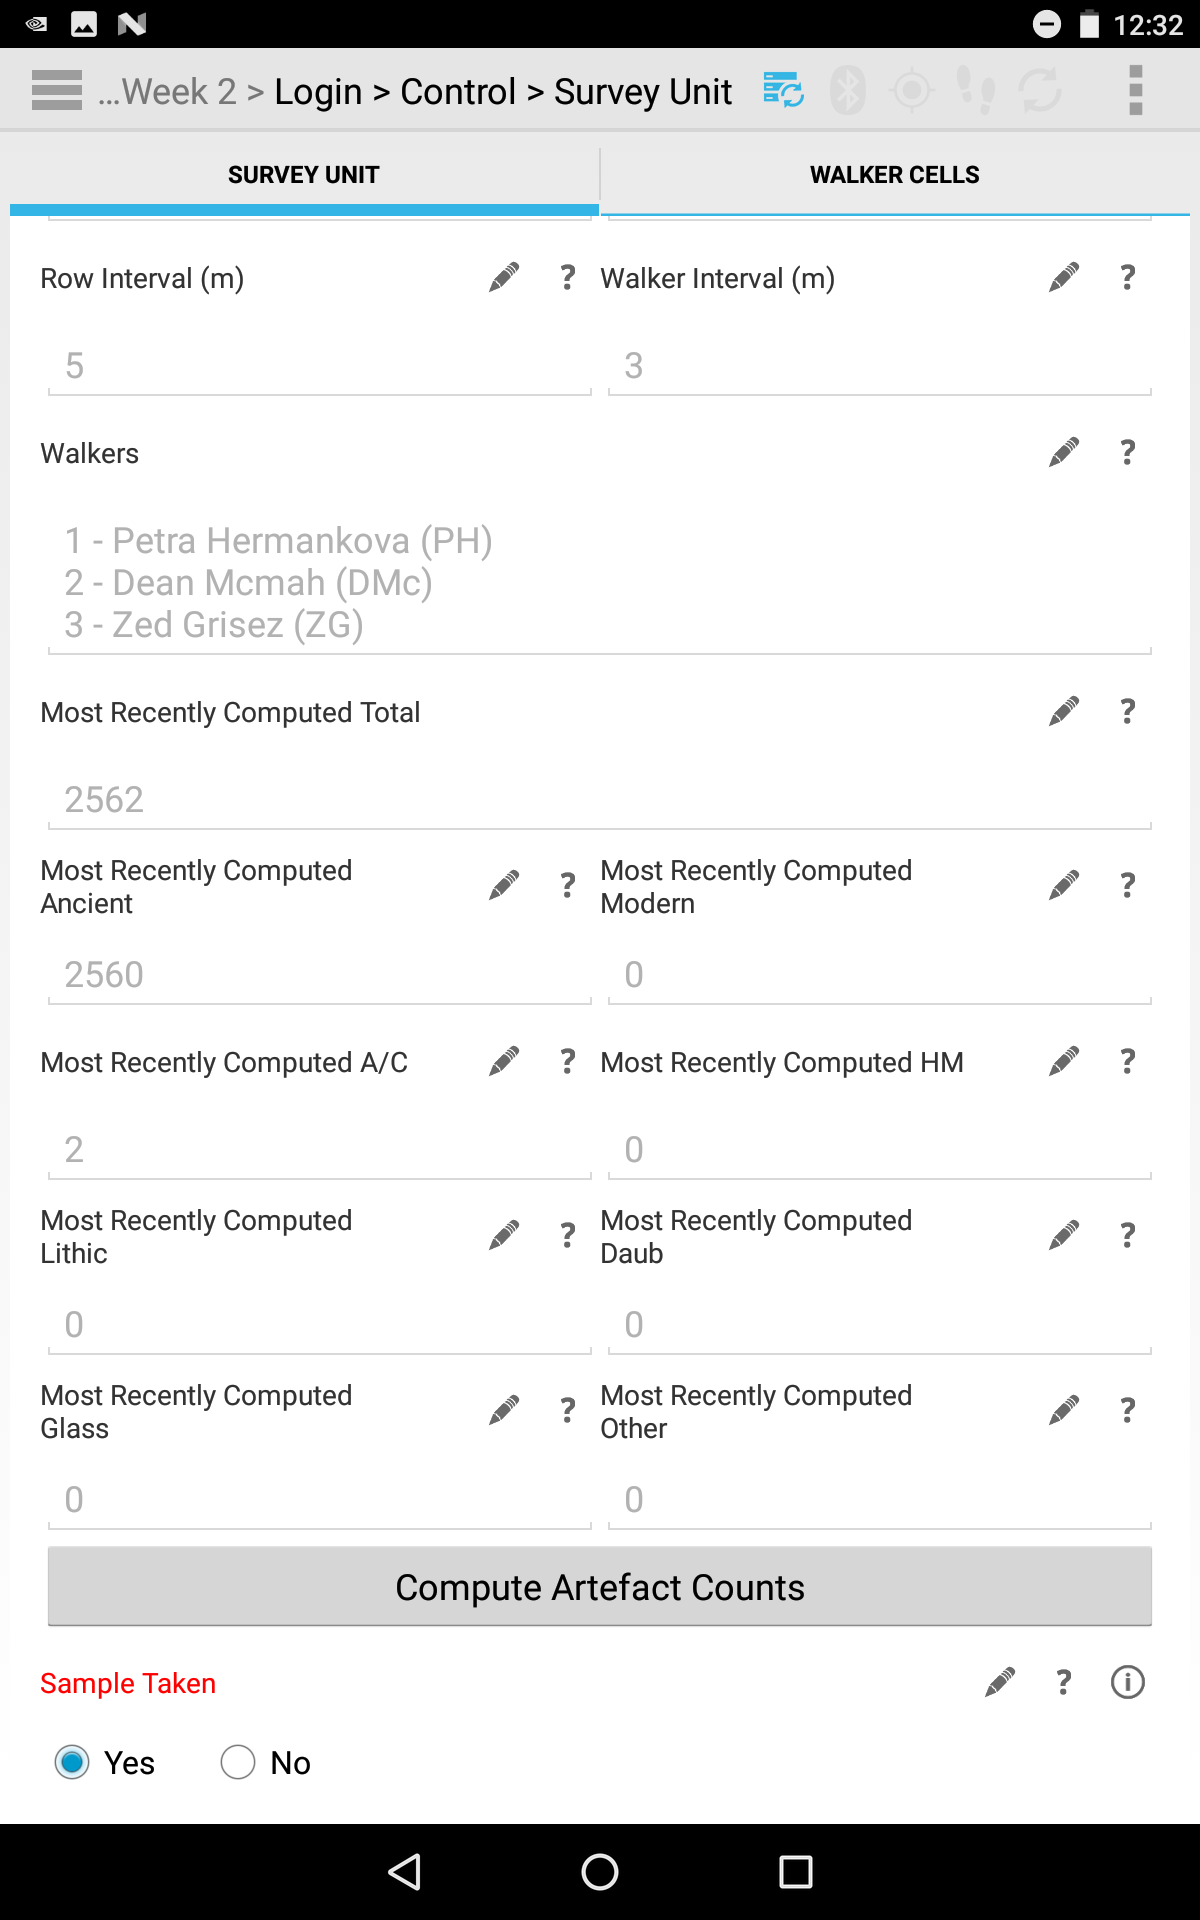 12:32
...Week 2 > Login > Control > Survey Unit
SURVEY UNIT
WALKER CELLS
Row Interval (m) ?
Walker Interval (m) ?
5
3
Walkers ?
1 - Petra Hermankova (PH)
2 - Dean Mcmah (DMc)
3 - Zed Grisez (ZG)
Most Recently Computed Total ?
2562
Most Recently Computed
Ancient ?
Most Recently Computed
Modern ?
2560
0
Most Recently Computed A/C ?
Most Recently Computed HM ?
2
0
Most Recently Computed
Lithic ?
Most Recently Computed
Daub ?
0
0
Most Recently Computed
Glass ?
Most Recently Computed
Other ?
0
0
Compute Artefact Counts
Sample Taken ?
Yes
No